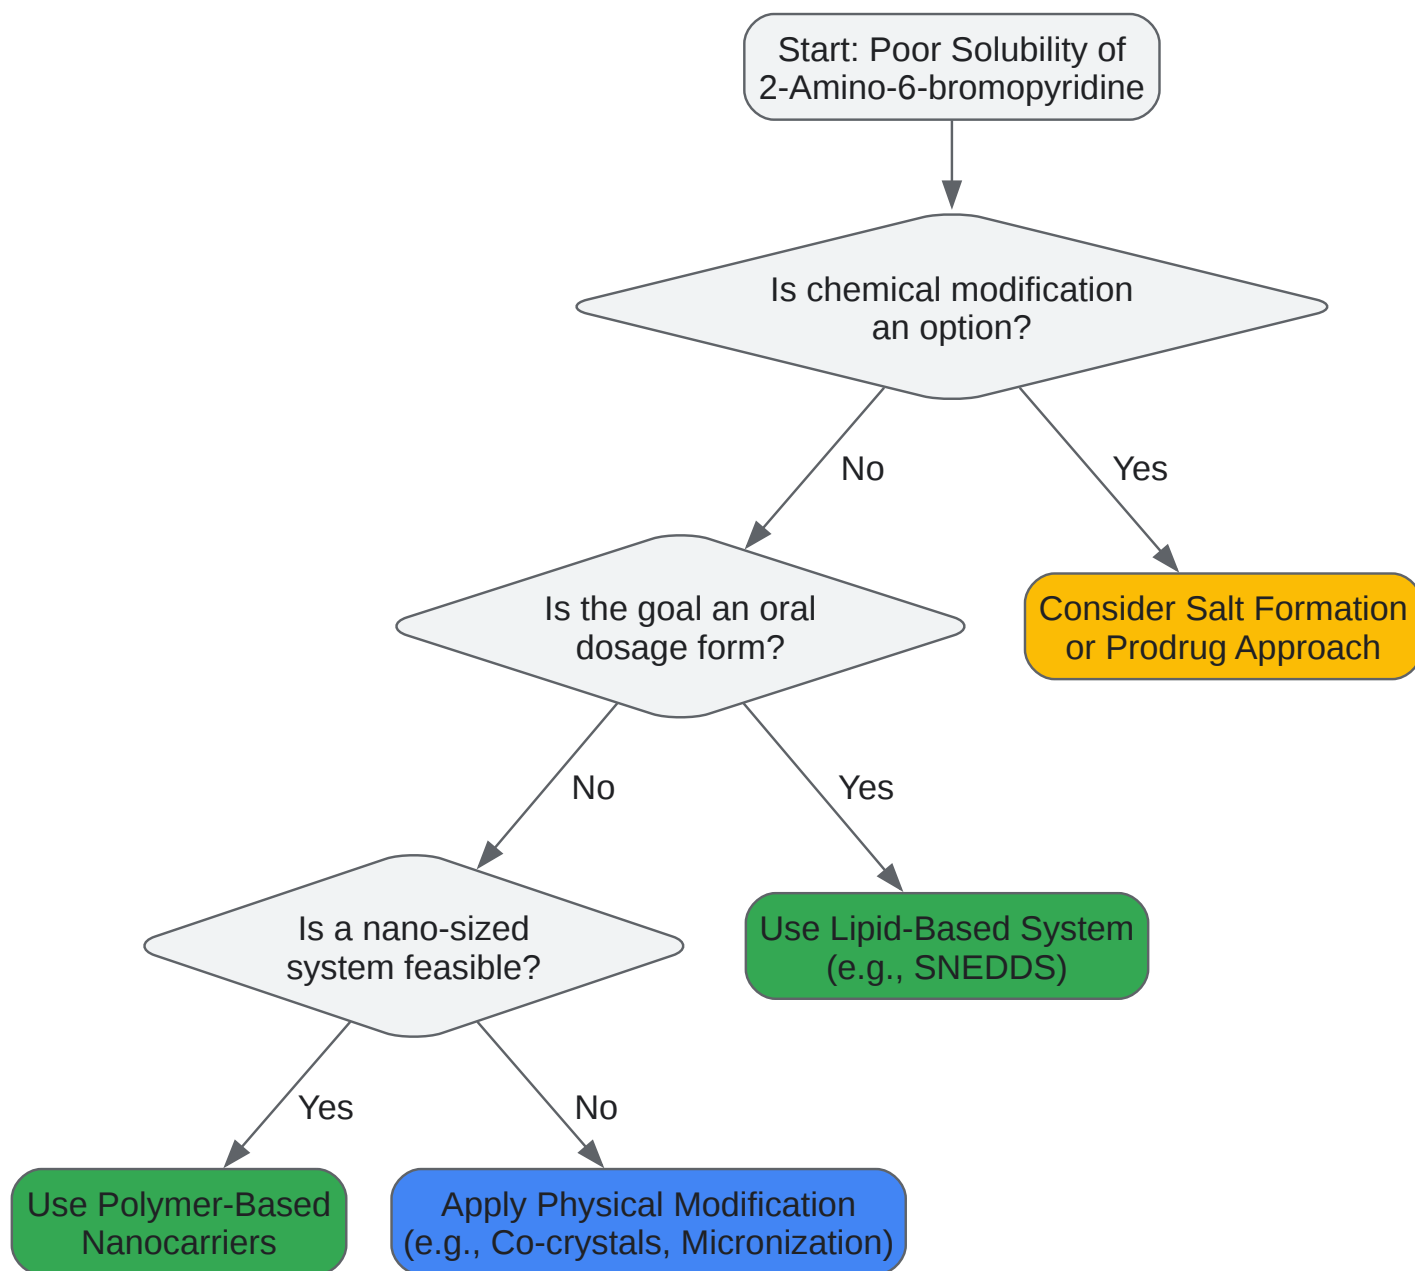 Start: Poor Solubility of
2-Amino-6-bromopyridine
Is chemical modification
an option?
No
Yes
Is the goal an oral
dosage form?
Consider Salt Formation
or Prodrug Approach
No
Yes
Is a nano-sized
system feasible?
Use Lipid-Based System
(e.g., SNEDDS)
Yes
No
Use Polymer-Based
Nanocarriers
Apply Physical Modification
(e.g., Co-crystals, Micronization)